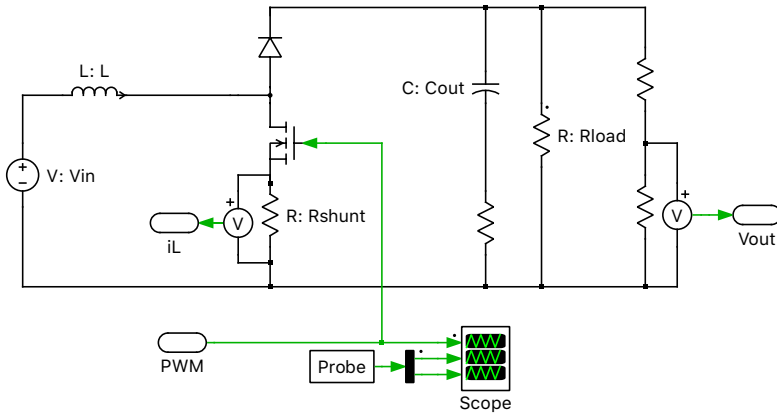 L: L
C: Cout
R: Rload
+
V: Vin
−
+
V
R: Rshunt
iL
+
V
Vout
PWM
Probe
Scope